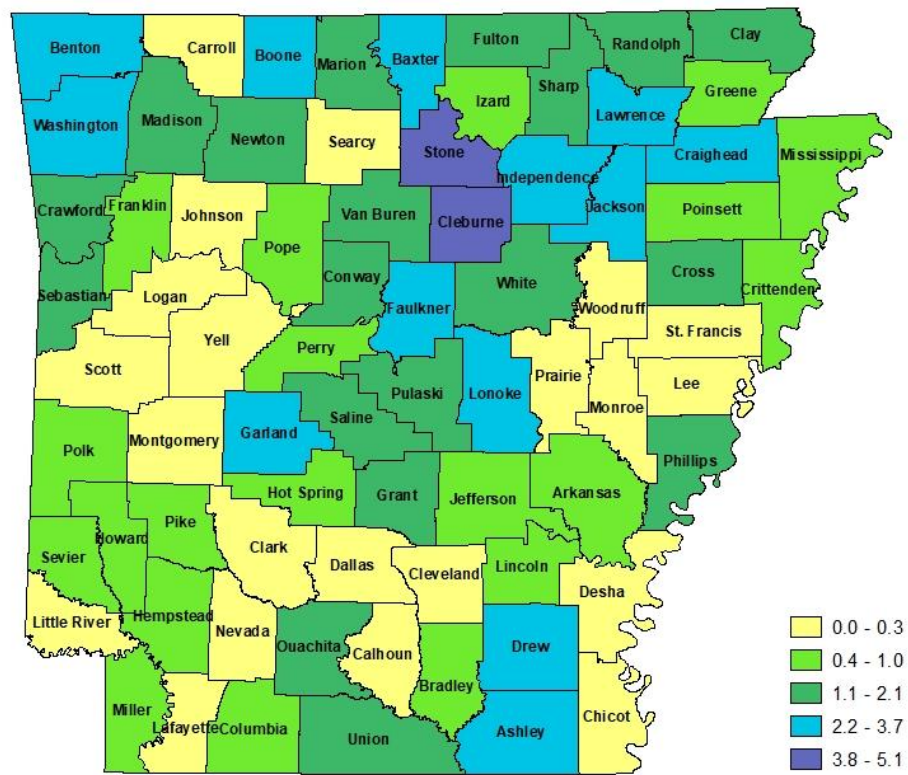 Benton
Carroll
Boone
Marion
Baxter
Fulton
Randolph
Clay
Washington
Madison
Newton
Searcy
Stone
Izard
Sharp
Lawrence
Greene
Independence
Craighead
Mississippi
Crawford
Franklin
Johnson
Pope
Van Buren
Cleburne
Jackson
Poinsett
Sebastian
Logan
Conway
White
Woodruff
Cross
Crittenden
Scott
Yell
Perry
Faulkner
St. Francis
Polk
Montgomery
Garland
Saline
Pulaski
Lonoke
Prairie
Monroe
Lee
Phillips
Hot Spring
Grant
Jefferson
Arkansas
Sevier
Howard
Pike
Clark
Dallas
Cleveland
Lincoln
Desha
Little River
Hempstead
Nevada
Ouachita
Calhoun
Bradley
Drew
Chicot
Miller
Lafayette
Columbia
Union
Ashley
0.0 - 0.3
0.4 - 1.0
1.1 - 2.1
2.2 - 3.7
3.8 - 5.1